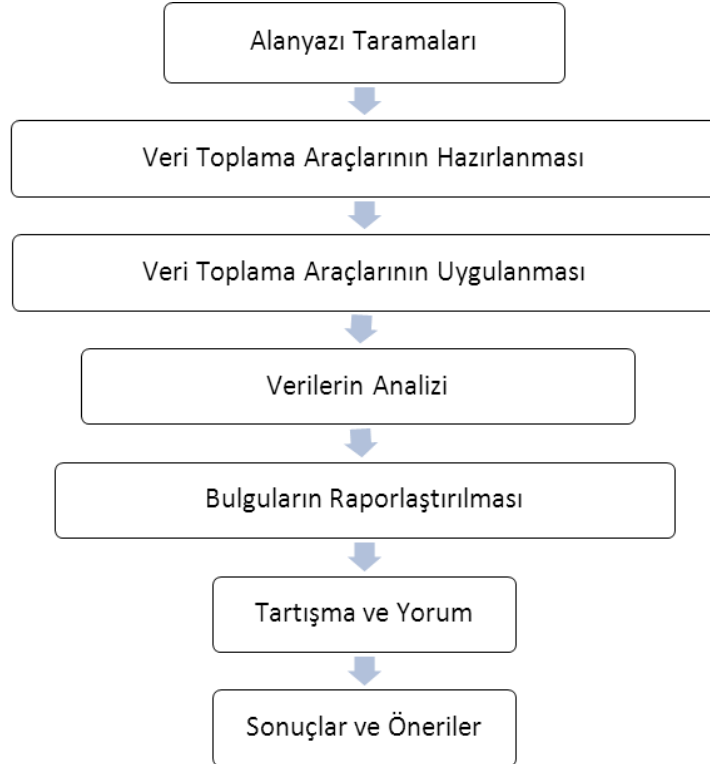 Alanyazı Taramaları
Veri Toplama Araçlarının Hazırlanması
Veri Toplama Araçlarının Uygulanması
Verilerin Analizi
Bulguların Raporlaştırılması
Tartışma ve Yorum
Sonuçlar ve Öneriler